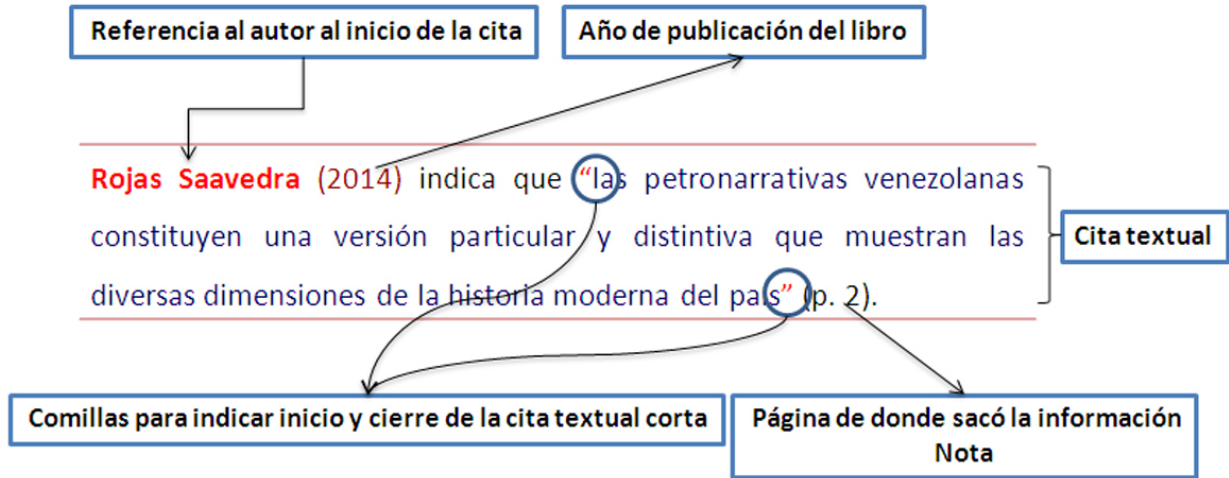 Referencia al autor al inicio de la cita
Año de publicación del libro
Rojas Saavedra (2014) indica que “las petronarrativas venezolanas
constituyen una versión particular y distintiva que muestran las
diversas dimensiones de la historia moderna del país” (p. 2).
Cita textual
Comillas para indicar inicio y cierre de la cita textual corta
Página de donde sacó la información
Nota